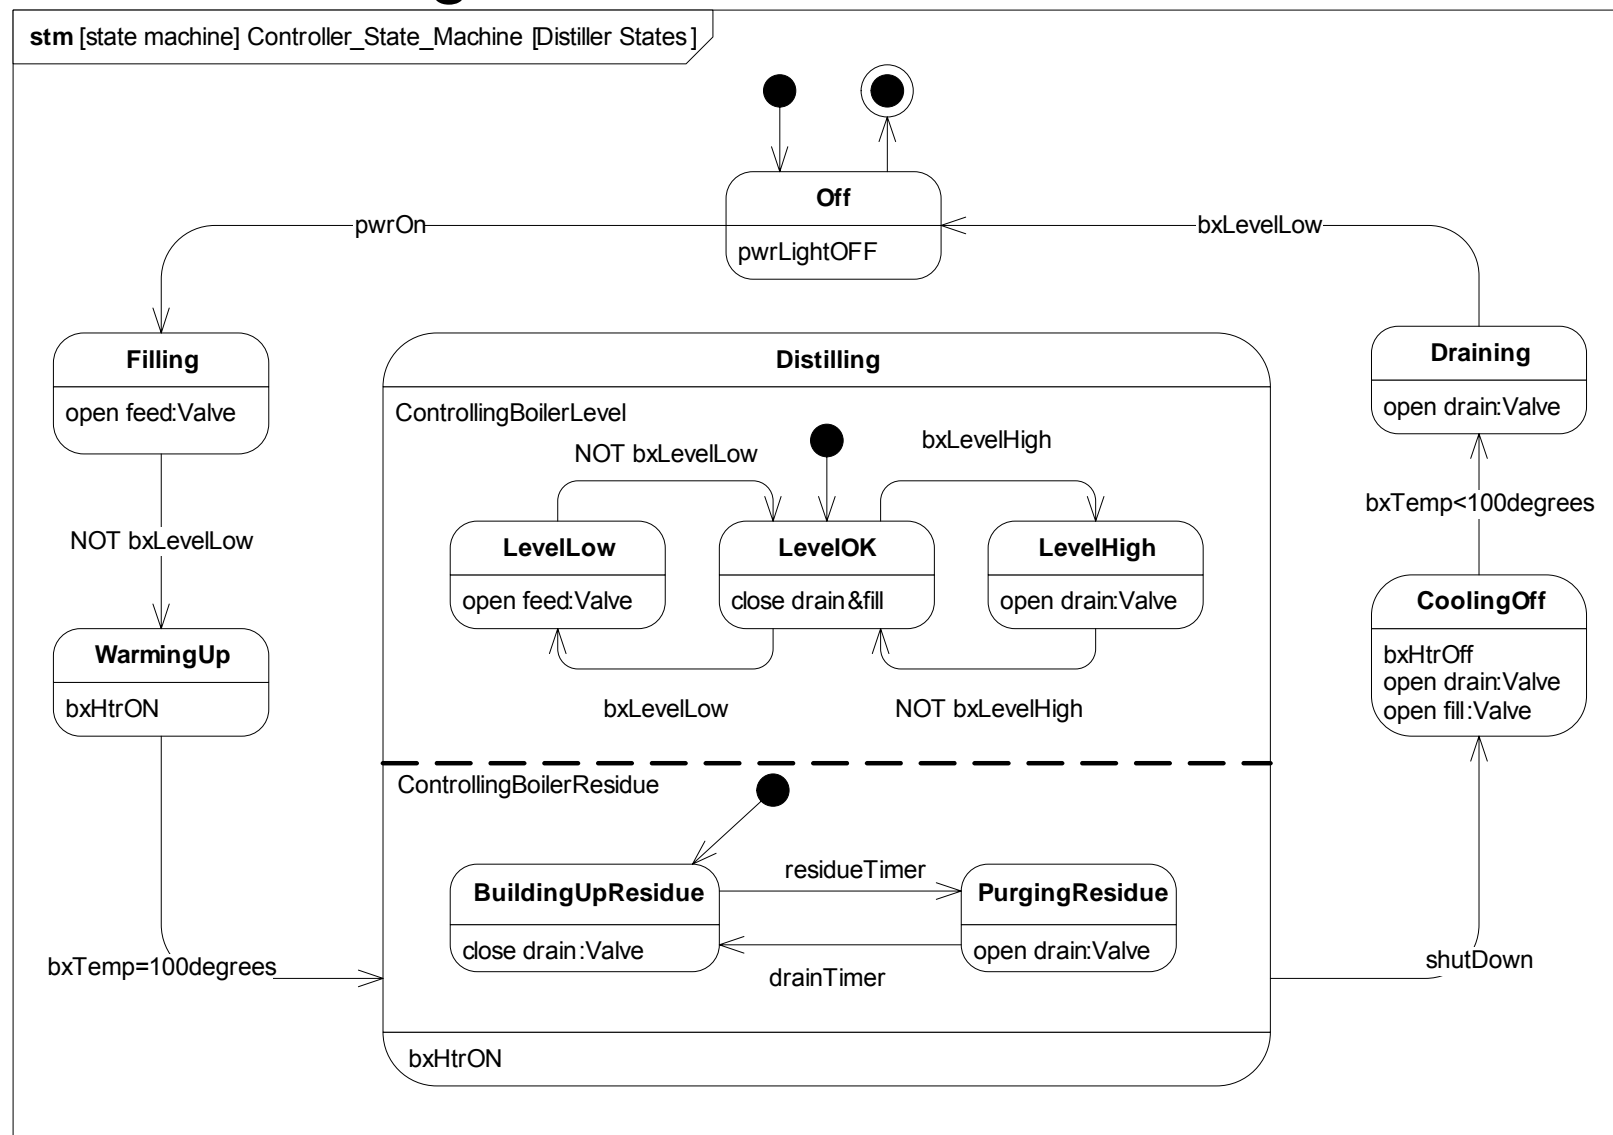 stm [state machine] Controller_State_Machine [Distiller States]
Off
pwrOn
bxLevelLow
pwrLightOFF
Filling
open feed:Valve
Distilling
Draining
open drain:Valve
ControllingBoilerLevel
NOT bxLevelLow
bxLevelHigh
bxTemp<100degrees
NOT bxLevelLow
LevelLow
open feed:Valve
LevelOK
close drain&fill
LevelHigh
open drain:Valve
CoolingOff
bxHtrOff
open drain:Valve
open fill:Valve
WarmingUp
bxHtrON
bxLevelLow
NOT bxLevelHigh
ControllingBoilerResidue
residueTimer
BuildingUpResidue
close drain:Valve
PurgingResidue
open drain:Valve
drainTimer
bxTemp=100degrees
shutDown
bxHtrON